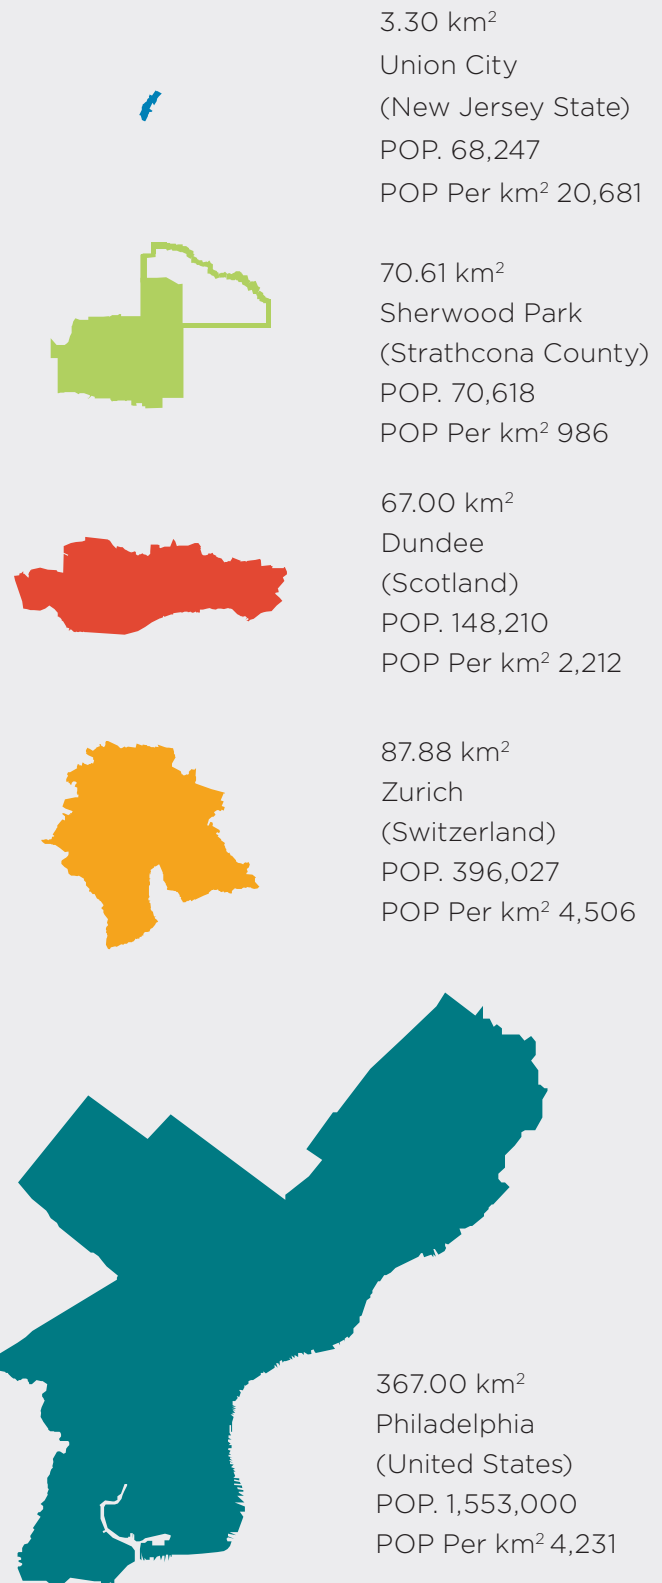 3.30 km²
Union City
(New Jersey State)
POP. 68,247
POP Per km² 20,681
70.61 km²
Sherwood Park
(Strathcona County)
POP. 70,618
POP Per km² 986
67.00 km²
Dundee
(Scotland)
POP. 148,210
POP Per km² 2,212
87.88 km²
Zurich
(Switzerland)
POP. 396,027
POP Per km² 4,506
367.00 km²
Philadelphia
(United States)
POP. 1,553,000
POP Per km² 4,231